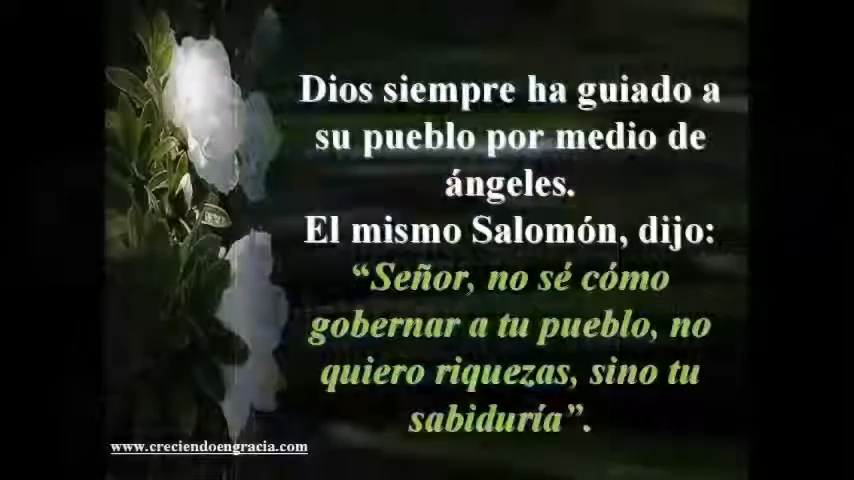 Dios siempre ha guiado a
su pueblo por medio de
ángeles.
El mismo Salomón, dijo:
“Señor, no sé cómo
gobernar a tu pueblo, no
quiero riquezas, sino tu
sabiduría”.
www.creciendoengracia.com